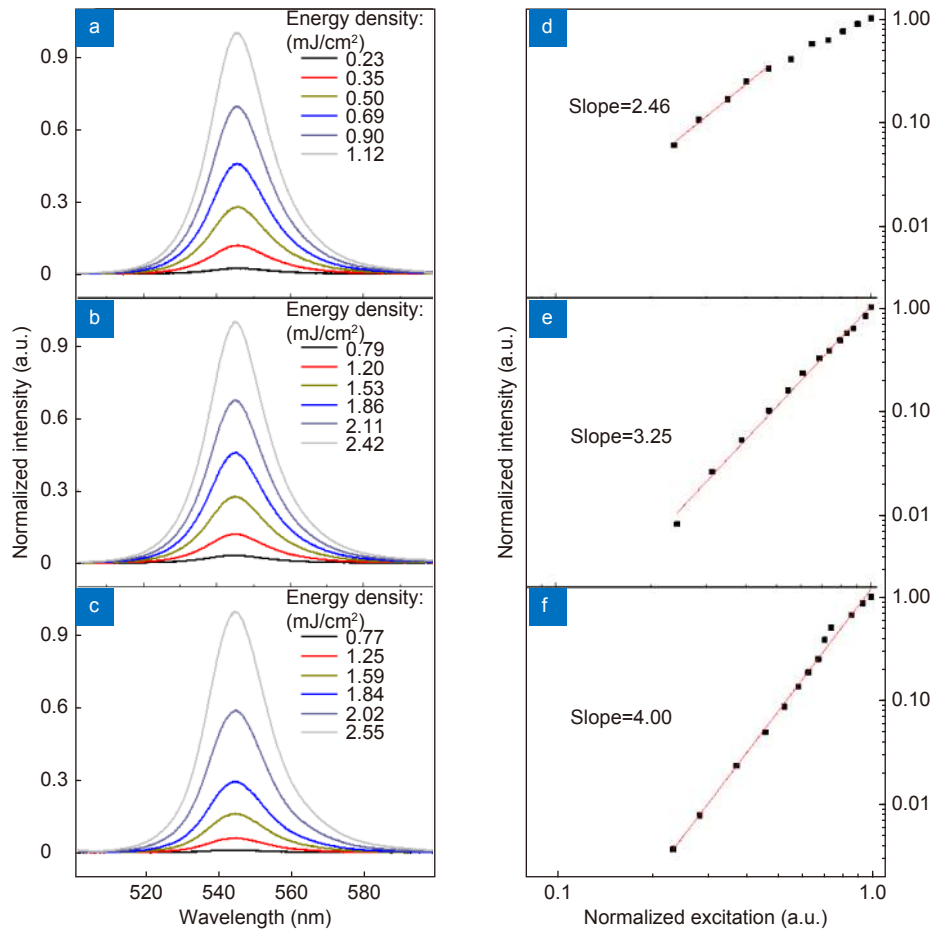 a
Energy density:
(mJ/cm²)
0.23
0.35
0.50
0.69
0.90
1.12
0.9
0.6
0.3
0
b
Energy density:
(mJ/cm²)
0.79
1.20
1.53
1.86
2.11
2.42
0.9
0.6
0.3
0
c
Energy density:
(mJ/cm²)
0.77
1.25
1.59
1.84
2.02
2.55
0.9
0.6
0.3
0
Normalized intensity (a.u.)
520 540 560 580
Wavelength (nm)
d
Slope=2.46
1.00
0.10
0.01
e
Slope=3.25
1.00
0.10
0.01
f
Slope=4.00
1.00
0.10
0.01
Normalized intensity (a.u.)
0.1 1.0
Normalized excitation (a.u.)